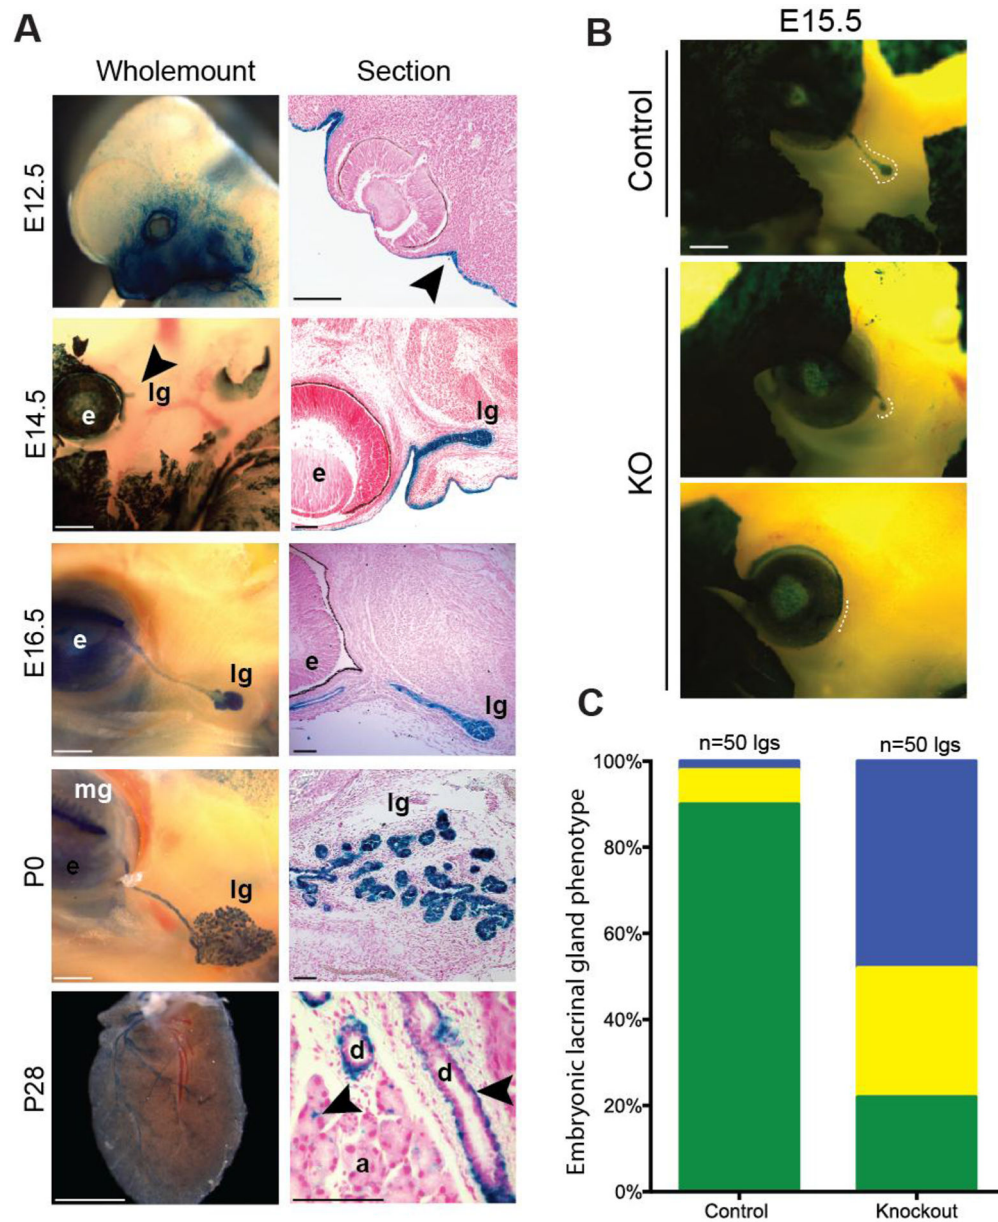 A
Wholemount
Section
E12.5
E14.5
lg
e
lg
e
E16.5
e
lg
e
lg
P0
mg
e
lg
lg
P28
d
d
a
B
E15.5
Control
KO
C
n=50 lgs
n=50 lgs
Embryonic lacrinal gland phenotype
100%
80%
60%
40%
20%
0%
Control
Knockout